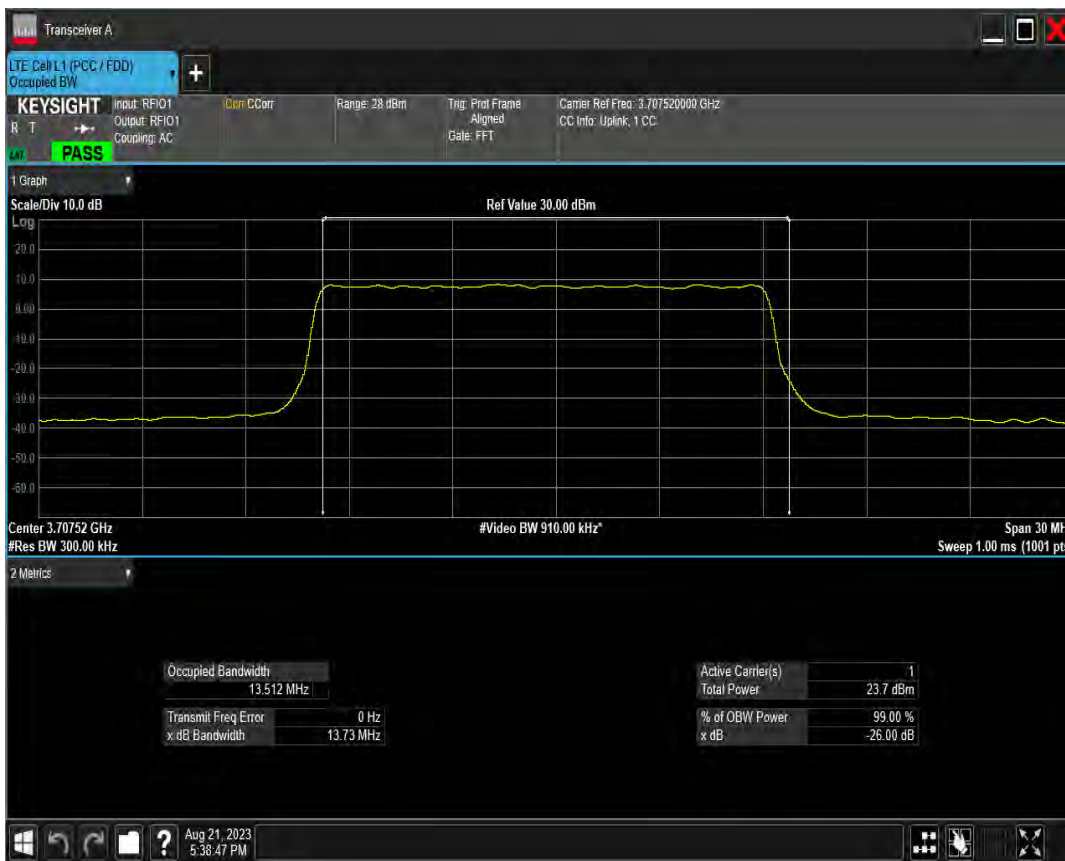 Transceiver A
LTE Cell L1 (PCC / FDD)
Occupied BW
+
KEYSIGHT
R T
PASS
Input: RFIO1
Output: RFIO1
Coupling: AC
Corr CCorr
Range: 28 dBm
Trig: Prot Frame
Aligned
Gate: FFT
Carrier Ref Freq: 3.707520000 GHz
CC Info: Uplink, 1 CC
1 Graph
Scale/Div 10.0 dB
Ref Value 30.00 dBm
Log
20.0
10.0
0.00
-10.0
-20.0
-30.0
-40.0
-50.0
-60.0
Center 3.70752 GHz
#Video BW 910.00 kHz*
Span 30 MH
#Res BW 300.00 kHz
Sweep 1.00 ms (1001 pts
2 Metrics
Occupied Bandwidth
13.512 MHz
Transmit Freq Error 0 Hz
x dB Bandwidth 13.73 MHz
Active Carrier(s) 1
Total Power 23.7 dBm
% of OBW Power 99.00 %
x dB -26.00 dB
?
Aug 21, 2023
5:38:47 PM